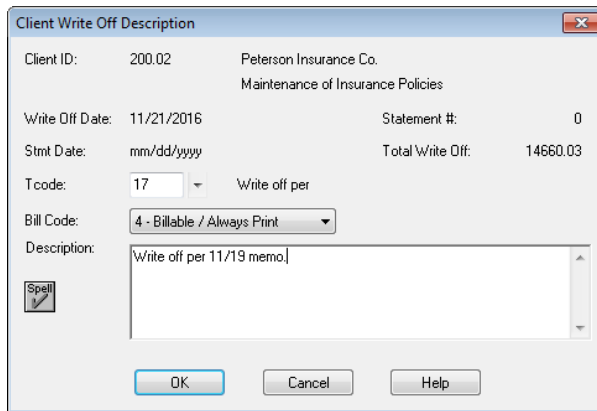 Client Write Off Description
Client ID: 200.02 Peterson Insurance Co.
Maintenance of Insurance Policies
Write Off Date: 11/21/2016 Statement #: 0
Stmt Date: mm/dd/yyyy Total Write Off: 14660.03
Tcode: 17 Write off per
Bill Code: 4 - Billable / Always Print
Description: Write off per 11/19 memo.
Spell
OK Cancel Help